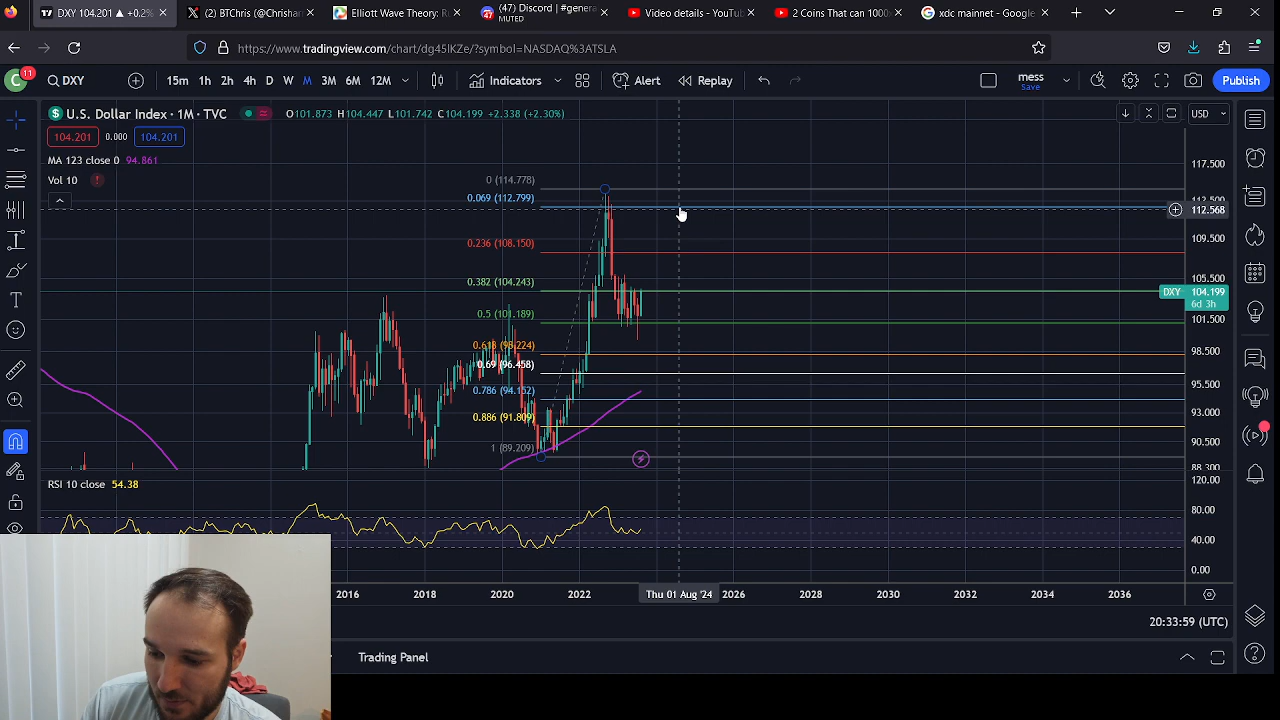 DXY 104.201 ▲ +0.2%
(2) BTChris (@Chrishar
Elliott Wave Theory: R
(47) Discord | #genera
MUTED
Video details - YouTub
2 Coins That can 1000x
xdc mainnet - Google
https://www.tradingview.com/chart/dg45lKZe/?symbol=NASDAQ%3ATSLA
C 11
DXY
15m 1h 2h 4h D W M 3M 6M 12M
Indicators
Alert
Replay
mess
Save
Publish
U.S. Dollar Index · 1M · TVC
O101.873 H104.447 L101.742 C104.199 +2.338 (+2.30%)
USD
104.201 0.000 104.201
MA 123 close 0 94.861
Vol 10
0 (114.778)
0.069 (112.799)
0.236 (108.150)
0.382 (104.243)
0.5 (101.189)
0.69 (96.458)
0.786 (94.152)
0.886 (91.809)
1 (89.209)
117.500
112.568
109.500
105.500
DXY 104.199
6d 3h
101.500
98.500
95.500
93.000
90.500
88.300
RSI 10 close 54.38
120.00
80.00
40.00
0.00
2016 2018 2020 2022 Thu 01 Aug '24 2026 2028 2030 2032 2034 2036
20:33:59 (UTC)
Trading Panel